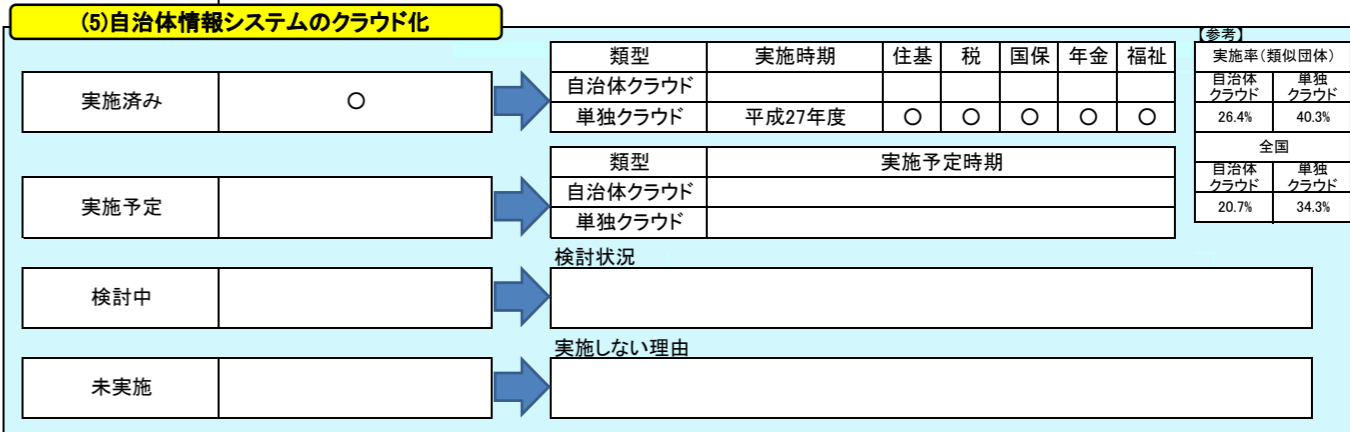 (5)自治体情報システムのクラウド化
実施済み ○
類型 実施時期 住基 税 国保 年金 福祉
自治体クラウド
単独クラウド 平成27年度 ○ ○ ○ ○ ○
【参考】
実施率(類似団体)
自治体クラウド 単独クラウド
26.4% 40.3%
全国
自治体クラウド 単独クラウド
20.7% 34.3%
実施予定
類型 実施予定時期
自治体クラウド
単独クラウド
検討中
検討状況
未実施
実施しない理由